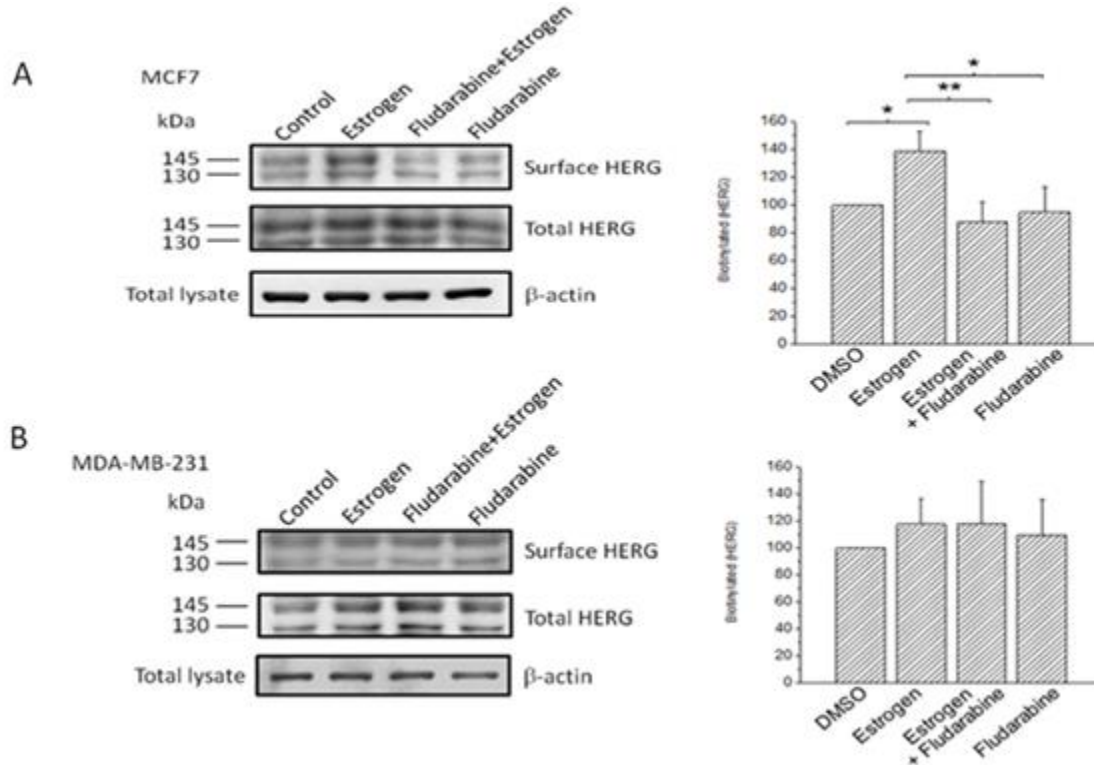 A
MCF7
kDa
Control
Estrogen
Fludarabine+Estrogen
Fludarabine
145
130
Surface HERG
145
130
Total HERG
Total lysate
β-actin
*
**
*
Biotinylated (HERG)
160
140
120
100
80
60
40
20
0
DMSO
Estrogen
Estrogen
+ Fludarabine
Fludarabine
B
MDA-MB-231
kDa
Control
Estrogen
Fludarabine+Estrogen
Fludarabine
145
130
Surface HERG
145
130
Total HERG
Total lysate
β-actin
Biotinylated (HERG)
160
140
120
100
80
60
40
20
0
DMSO
Estrogen
Estrogen
+ Fludarabine
Fludarabine